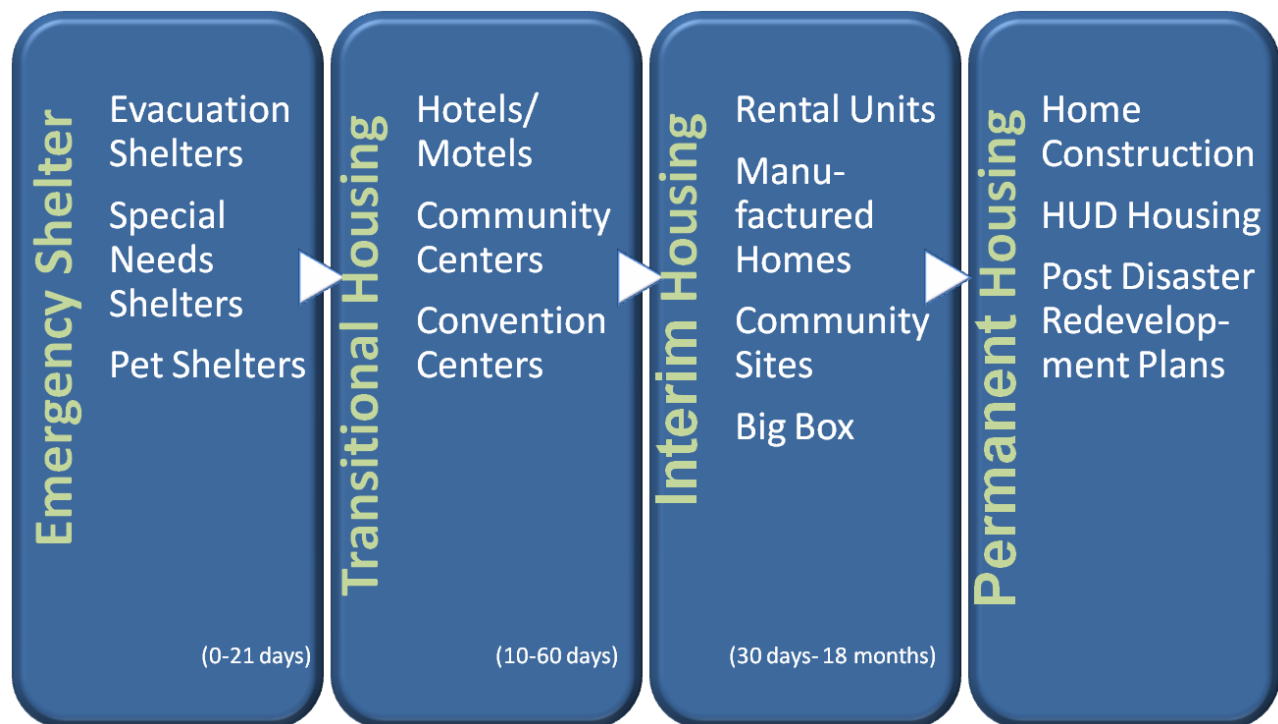 Emergency Shelter
Evacuation
Shelters
Special
Needs
Shelters
Pet Shelters
(0-21 days)
Transitional Housing
Hotels/
Motels
Community
Centers
Convention
Centers
(10-60 days)
Interim Housing
Rental Units
Manu-
factured
Homes
Community
Sites
Big Box
(30 days- 18 months)
Permanent Housing
Home
Construction
HUD Housing
Post Disaster
Redevelop-
ment Plans